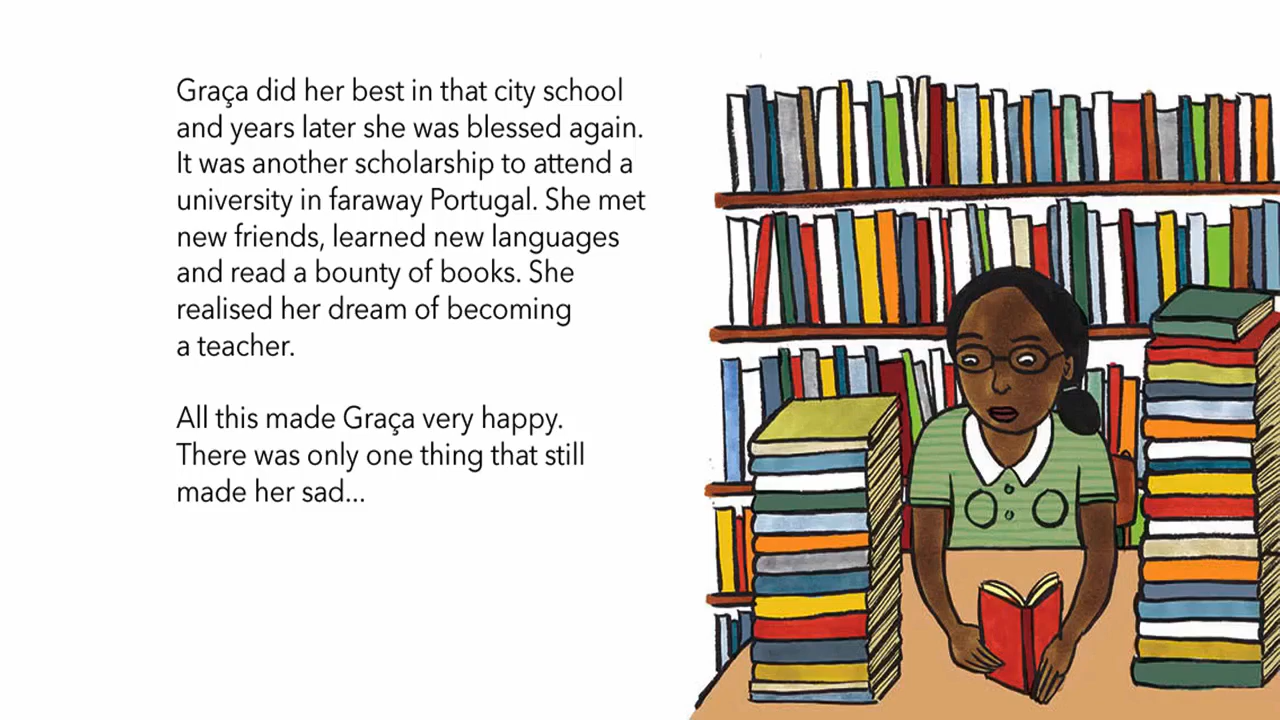 Graça did her best in that city school
and years later she was blessed again.
It was another scholarship to attend a
university in faraway Portugal. She met
new friends, learned new languages
and read a bounty of books. She
realised her dream of becoming
a teacher.
All this made Graça very happy.
There was only one thing that still
made her sad...